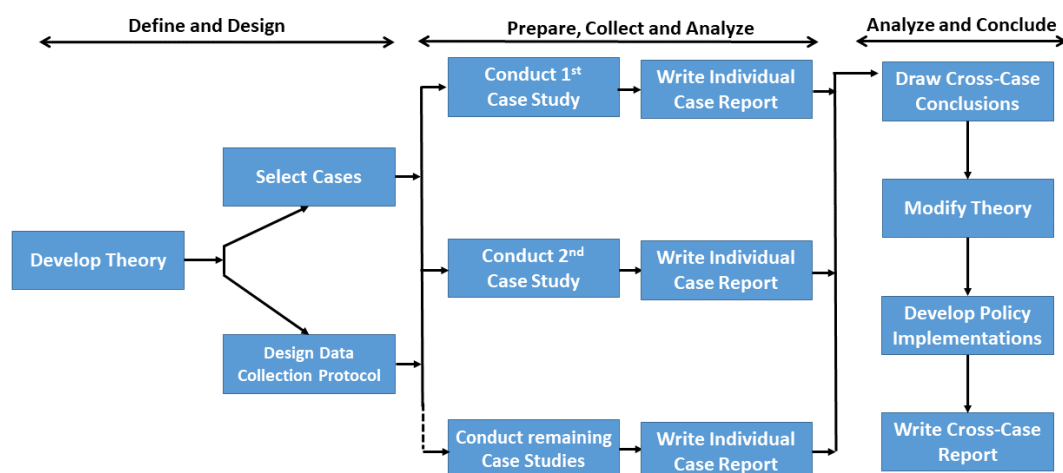 Define and Design
Prepare, Collect and Analyze
Analyze and Conclude
Conduct 1st
Case Study
Write Individual
Case Report
Draw Cross-Case
Conclusions
Select Cases
Modify Theory
Develop Theory
Conduct 2nd
Case Study
Write Individual
Case Report
Develop Policy
Implementations
Design Data
Collection Protocol
Conduct remaining
Case Studies
Write Individual
Case Report
Write Cross-Case
Report